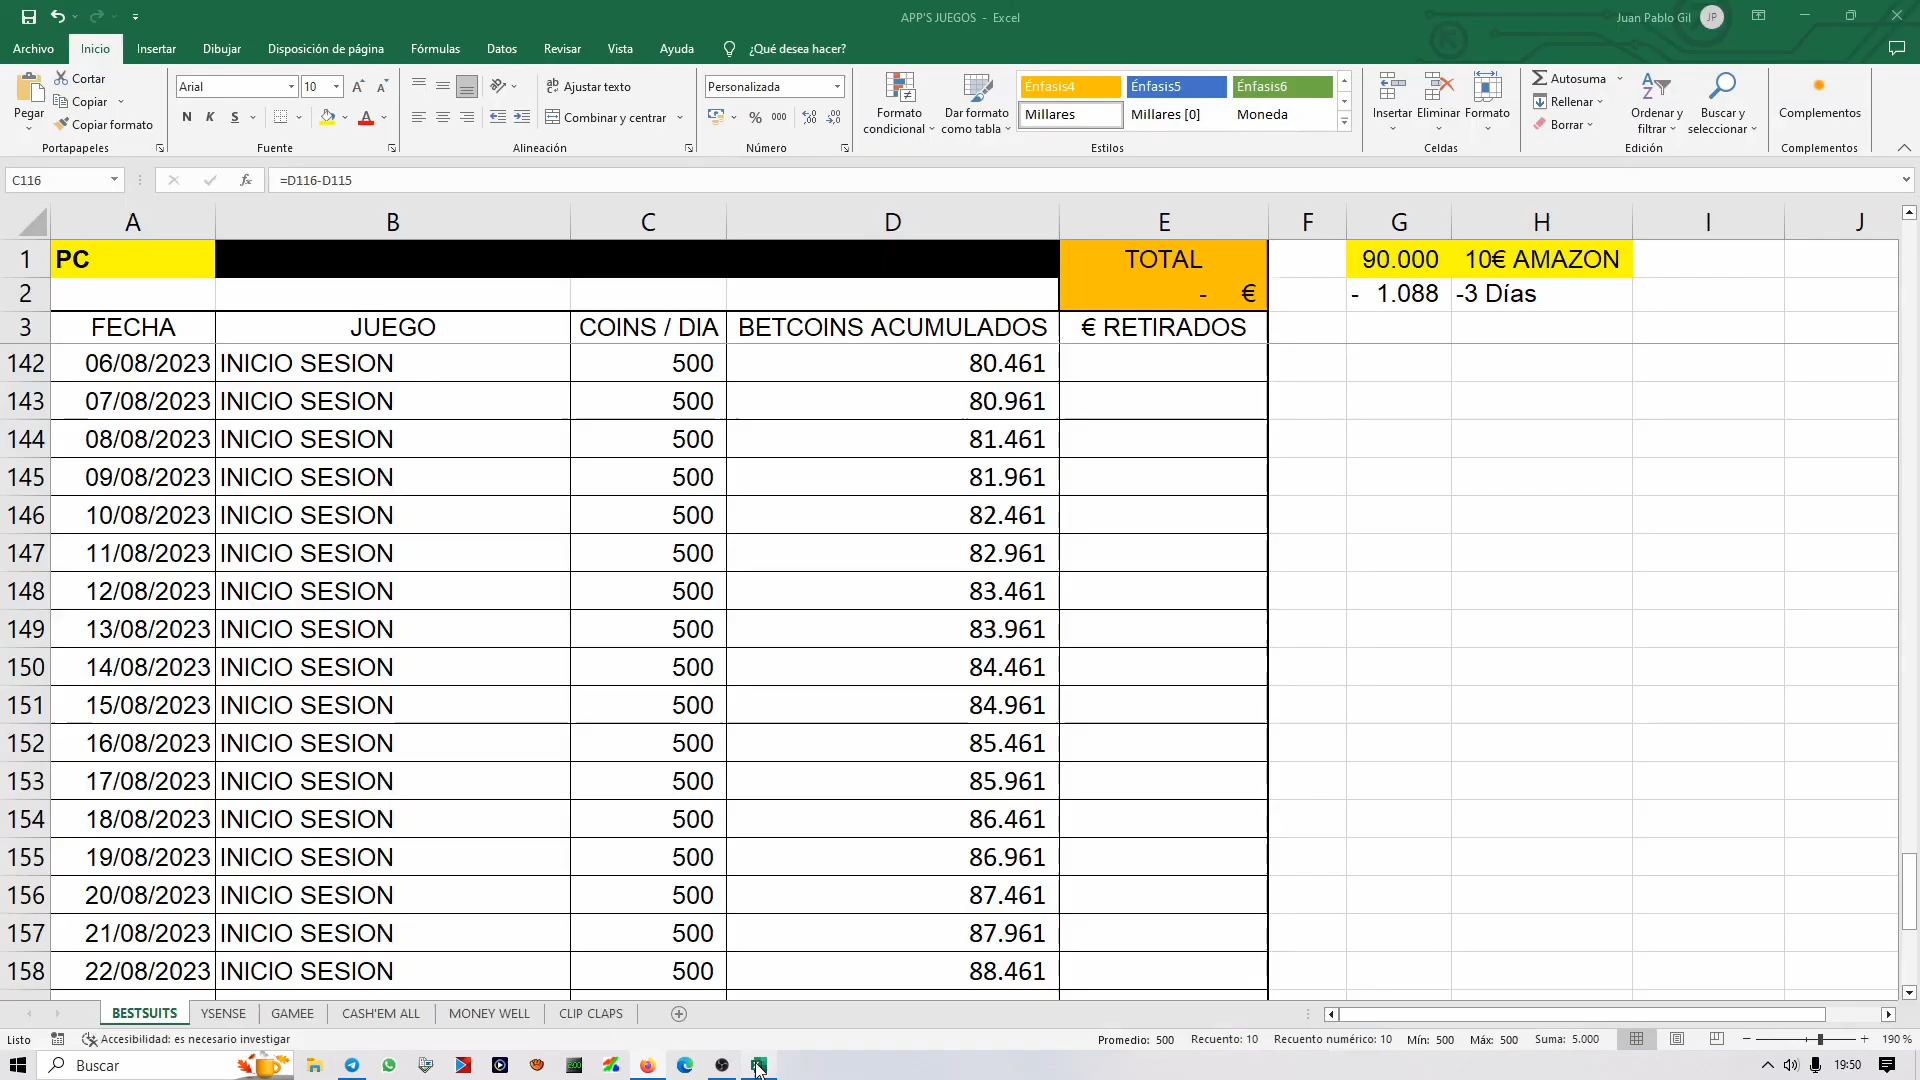 APP'S JUEGOS - Excel
Juan Pablo Gil JP
Archivo Inicio Insertar Dibujar Disposición de página Fórmulas Datos Revisar Vista Ayuda ¿Qué desea hacer?
Pegar
Cortar
Copiar
Copiar formato
Portapapeles
Arial 10
N K S
Fuente
Ajustar texto
Combinar y centrar
Alineación
Personalizada
% 000
Número
Formato condicional
Dar formato como tabla
Énfasis4 Énfasis5 Énfasis6
Millares Millares [0] Moneda
Estilos
Insertar Eliminar Formato
Celdas
Autosuma
Rellenar
Borrar
Ordenar y filtrar
Buscar y seleccionar
Edición
Complementos
Complementos
C116 fx =D116-D115
A B C D E F G H I J
1 PC TOTAL 90.000 10€ AMAZON
2 - € - 1.088 -3 Días
3 FECHA JUEGO COINS / DIA BETCOINS ACUMULADOS € RETIRADOS
142 06/08/2023 INICIO SESION 500 80.461
143 07/08/2023 INICIO SESION 500 80.961
144 08/08/2023 INICIO SESION 500 81.461
145 09/08/2023 INICIO SESION 500 81.961
146 10/08/2023 INICIO SESION 500 82.461
147 11/08/2023 INICIO SESION 500 82.961
148 12/08/2023 INICIO SESION 500 83.461
149 13/08/2023 INICIO SESION 500 83.961
150 14/08/2023 INICIO SESION 500 84.461
151 15/08/2023 INICIO SESION 500 84.961
152 16/08/2023 INICIO SESION 500 85.461
153 17/08/2023 INICIO SESION 500 85.961
154 18/08/2023 INICIO SESION 500 86.461
155 19/08/2023 INICIO SESION 500 86.961
156 20/08/2023 INICIO SESION 500 87.461
157 21/08/2023 INICIO SESION 500 87.961
158 22/08/2023 INICIO SESION 500 88.461
BESTSUITS YSENSE GAMEE CASH'EM ALL MONEY WELL CLIP CLAPS
Listo Accesibilidad: es necesario investigar Promedio: 500 Recuento: 10 Recuento numérico: 10 Mín: 500 Máx: 500 Suma: 5.000 190 %
Buscar 19:50